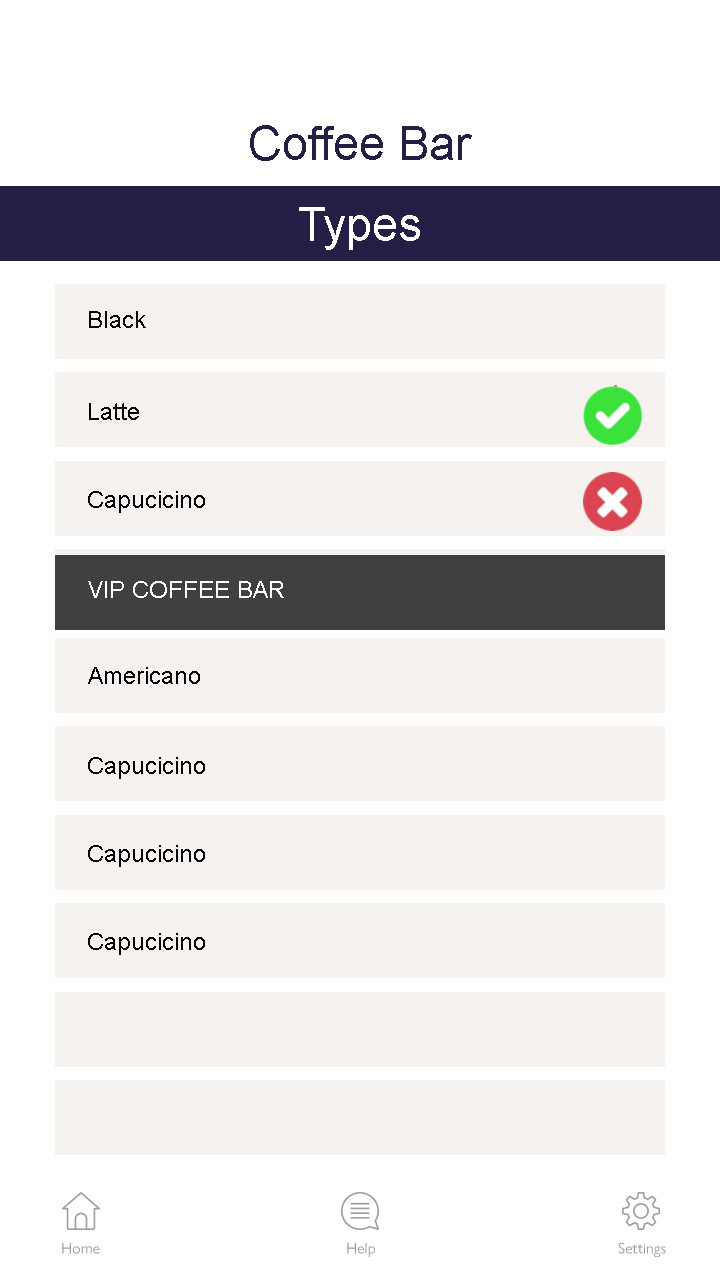 Coffee Bar
Types
Black
Latte
Capucicino
VIP COFFEE BAR
Americano
Capucicino
Capucicino
Capucicino
Home
Help
Settings